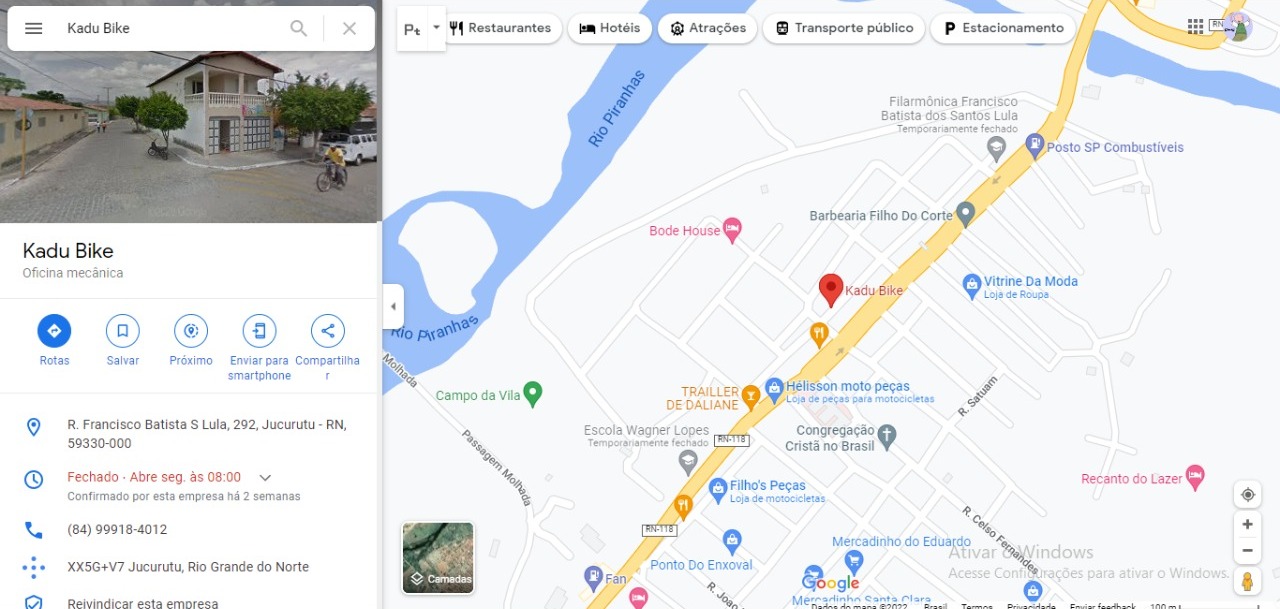 Kadu Bike
Kadu Bike
Oficina mecânica
Rotas
Salvar
Próximo
Enviar para
smartphone
Compartilha
r
R. Francisco Batista S Lula, 292, Jucurutu - RN,
59330-000
Fechado · Abre seg. às 08:00
Confirmado por esta empresa há 2 semanas
(84) 99918-4012
XX5G+V7 Jucurutu, Rio Grande do Norte
Reivindicar esta empresa
Pt
Restaurantes
Hotéis
Atrações
Transporte público
Estacionamento
RN
Rio Piranhas
Filarmônica Francisco
Batista dos Santos Lula
Temporariamente fechado
Posto SP Combustíveis
Barbearia Filho Do Corte
Bode House
Vitrine Da Moda
Loja de Roupa
Kadu Bike
Rio Piranhas
Molhada
Campo da Vila
TRAILLER
DE DALIANE
Hélisson moto peças
Loja de peças para motocicletas
R. Satuam
Escola Wagner Lopes
Temporariamente fechado
RN-118
Congregação
Cristã no Brasil
Passagem Molhada
Filho's Peças
Loja de motocicletas
Recanto do Lazer
RN-118
R. Celso Fernandes
Mercadinho do Eduardo
Ponto Do Enxoval
Ativar o Windows
Acesse Configurações para ativar o Windows.
Camadas
Fan
Google
R. Joao
Mercadinho Santa Clara
Dados do mapa ©2022
Brasil
Termos
Privacidade
Enviar feedback
100 m